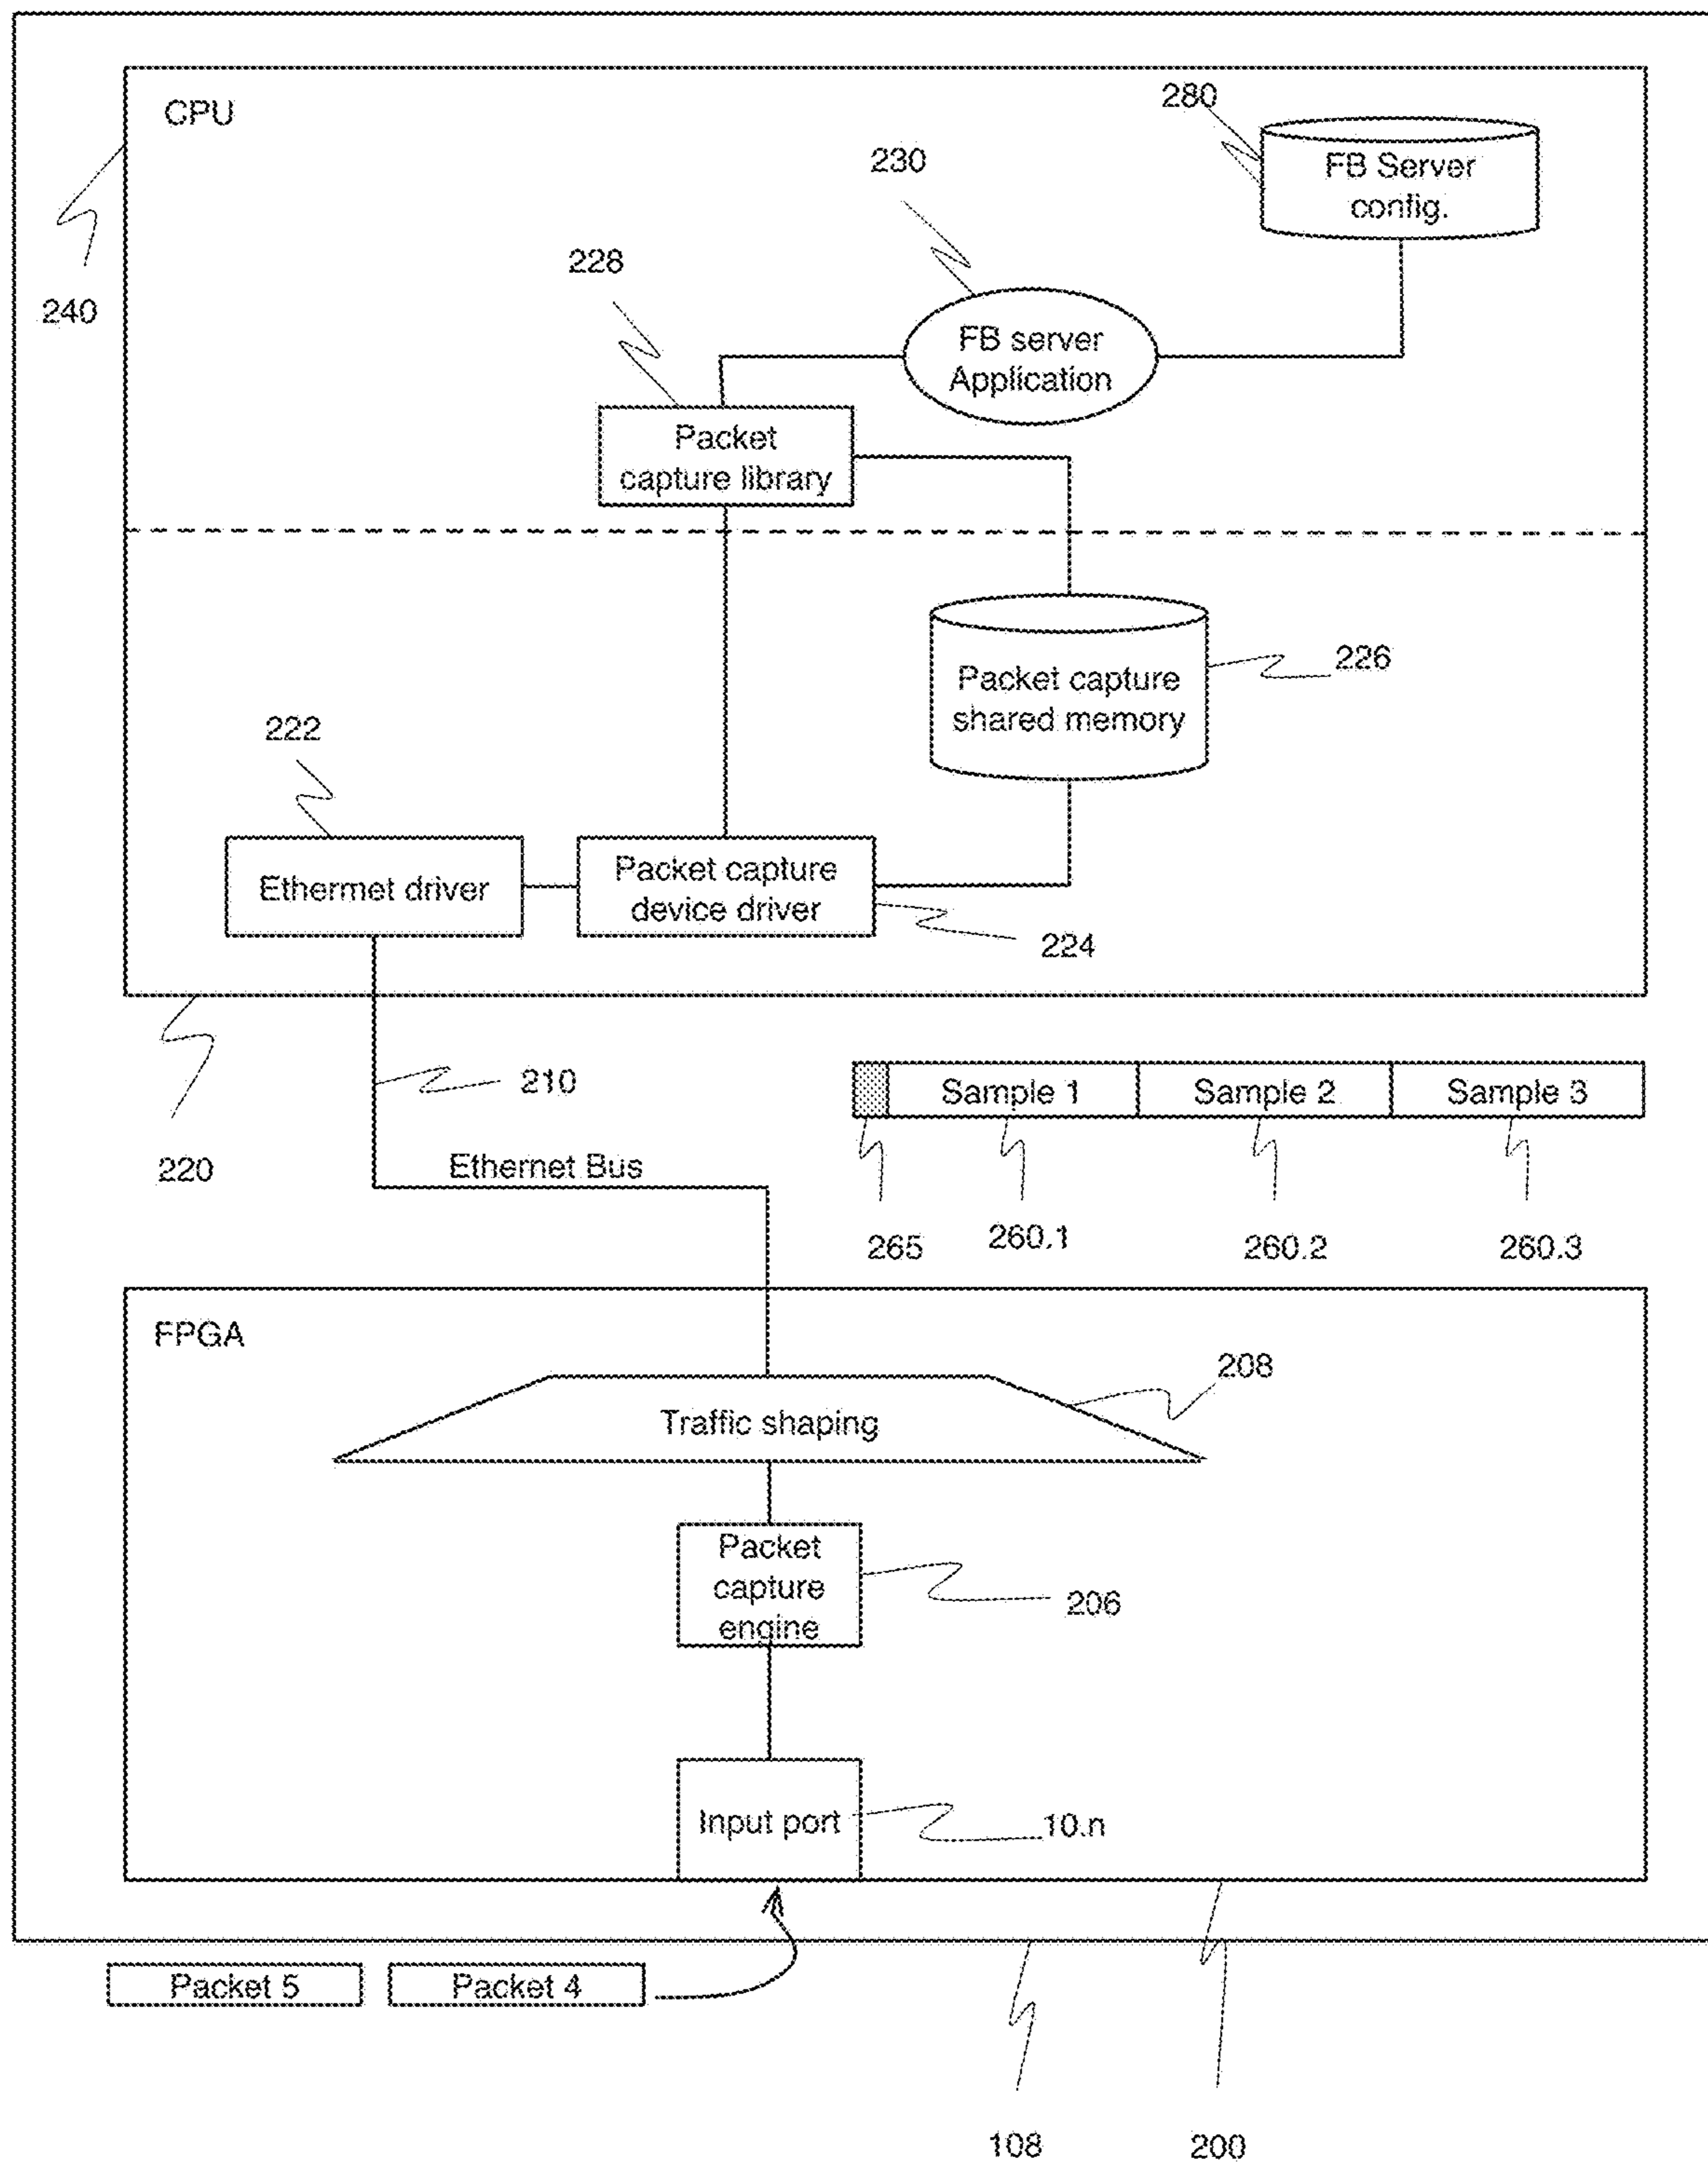 CPU
280
FB Server
config.
230
228
240
FB server
Application
Packet
capture library
226
Packet capture
shared memory
222
Ethermet driver
Packet capture
device driver
224
210
Sample 1
Sample 2
Sample 3
220
Ethernet Bus
265
260.1
260.2
260.3
FPGA
208
Traffic shaping
Packet
capture
engine
206
Input port
10.n
Packet 5
Packet 4
108
200